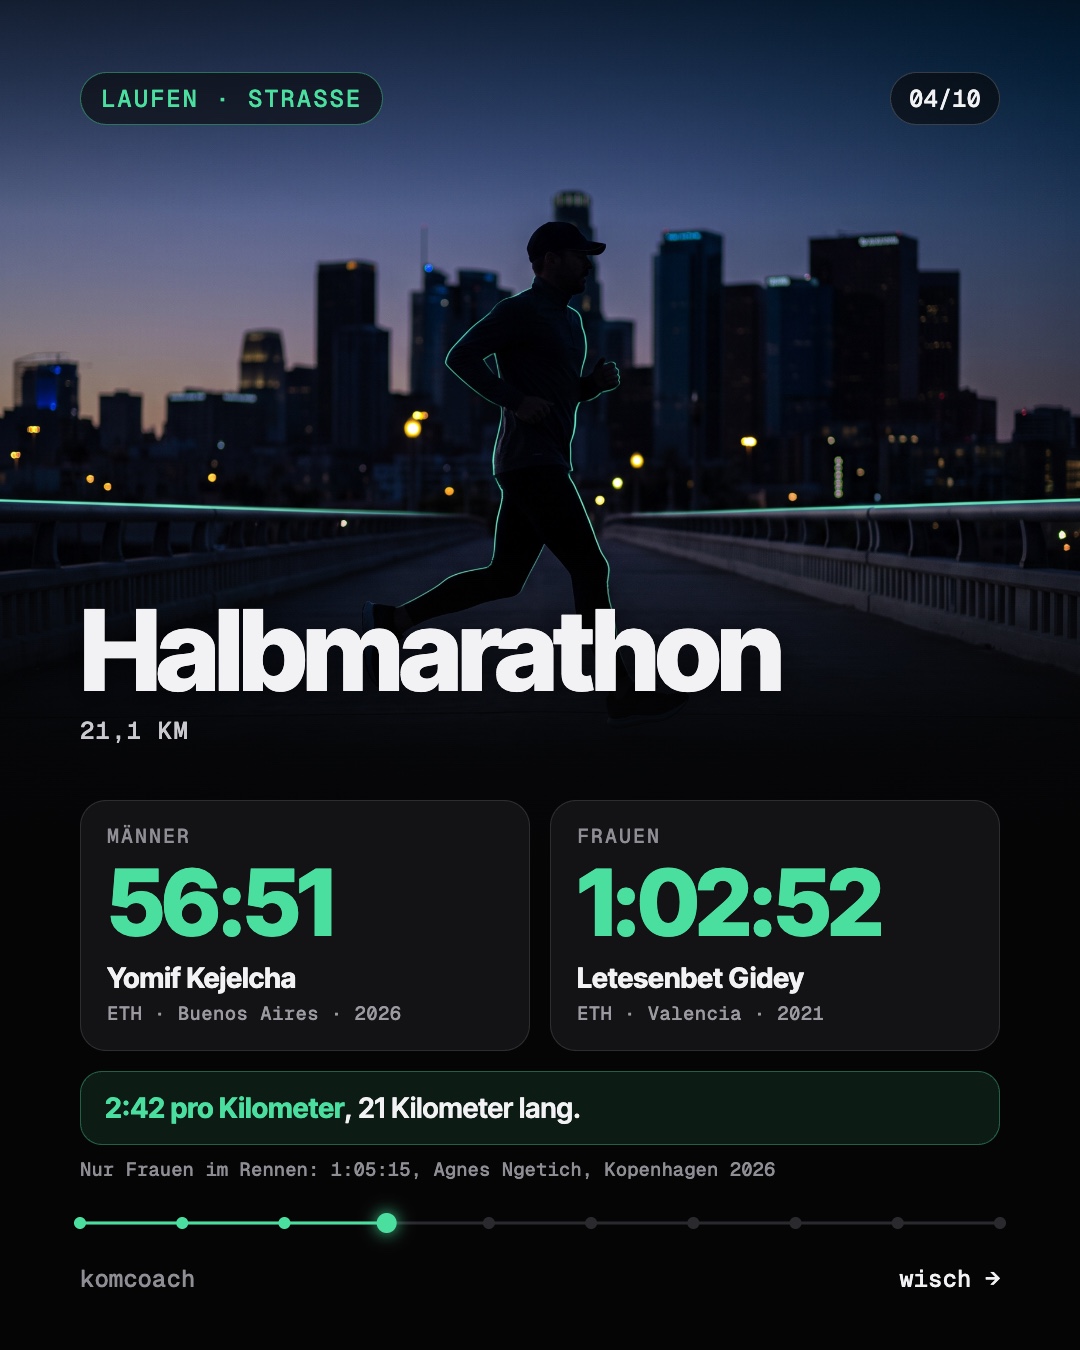 LAUFEN · STRASSE
04/10
Halbmarathon
21,1 KM
MÄNNER
56:51
Yomif Kejelcha
ETH · Buenos Aires · 2026
FRAUEN
1:02:52
Letesenbet Gidey
ETH · Valencia · 2021
2:42 pro Kilometer, 21 Kilometer lang.
Nur Frauen im Rennen: 1:05:15, Agnes Ngetich, Kopenhagen 2026
komcoach
wisch →